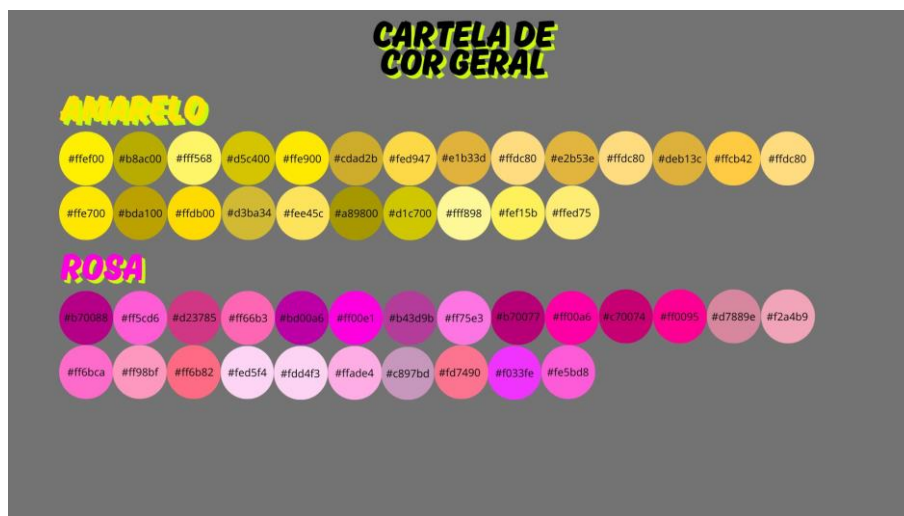 CARTELA DE
COR GERAL
AMARELO
#ffef00 #b8ac00 #fff568 #d5c400 #ffe900 #cdad2b #fed947 #e1b33d #ffdc80 #e2b53e #ffdc80 #deb13c #ffcb42 #ffdc80
#ffe700 #bda100 #ffdb00 #d3ba34 #fee45c #a89800 #d1c700 #fff898 #fef15b #ffed75
ROSA
#b70088 #ff5cd6 #d23785 #ff66b3 #bd00a6 #ff00e1 #b43d9b #ff75e3 #b70077 #ff00a6 #c70074 #ff0095 #d7889e #f2a4b9
#ff6bca #ff98bf #ff6b82 #fed5f4 #fdd4f3 #ffade4 #c897bd #fd7490 #f033fe #fe5bd8